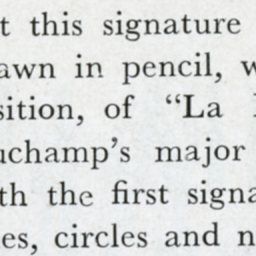 t this signature
awn in pencil, w
sition, of “La
uchamp’s major
th the first signa
es, circles and n